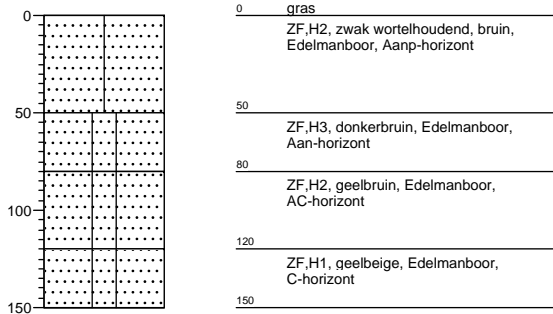 0
50
100
150
0
gras
ZF,H2, zwak wortelhoudend, bruin,
Edelmanboor, Aanp-horizont
50
ZF,H3, donkerbruin, Edelmanboor,
Aan-horizont
80
ZF,H2, geelbruin, Edelmanboor,
AC-horizont
120
ZF,H1, geelbeige, Edelmanboor,
C-horizont
150